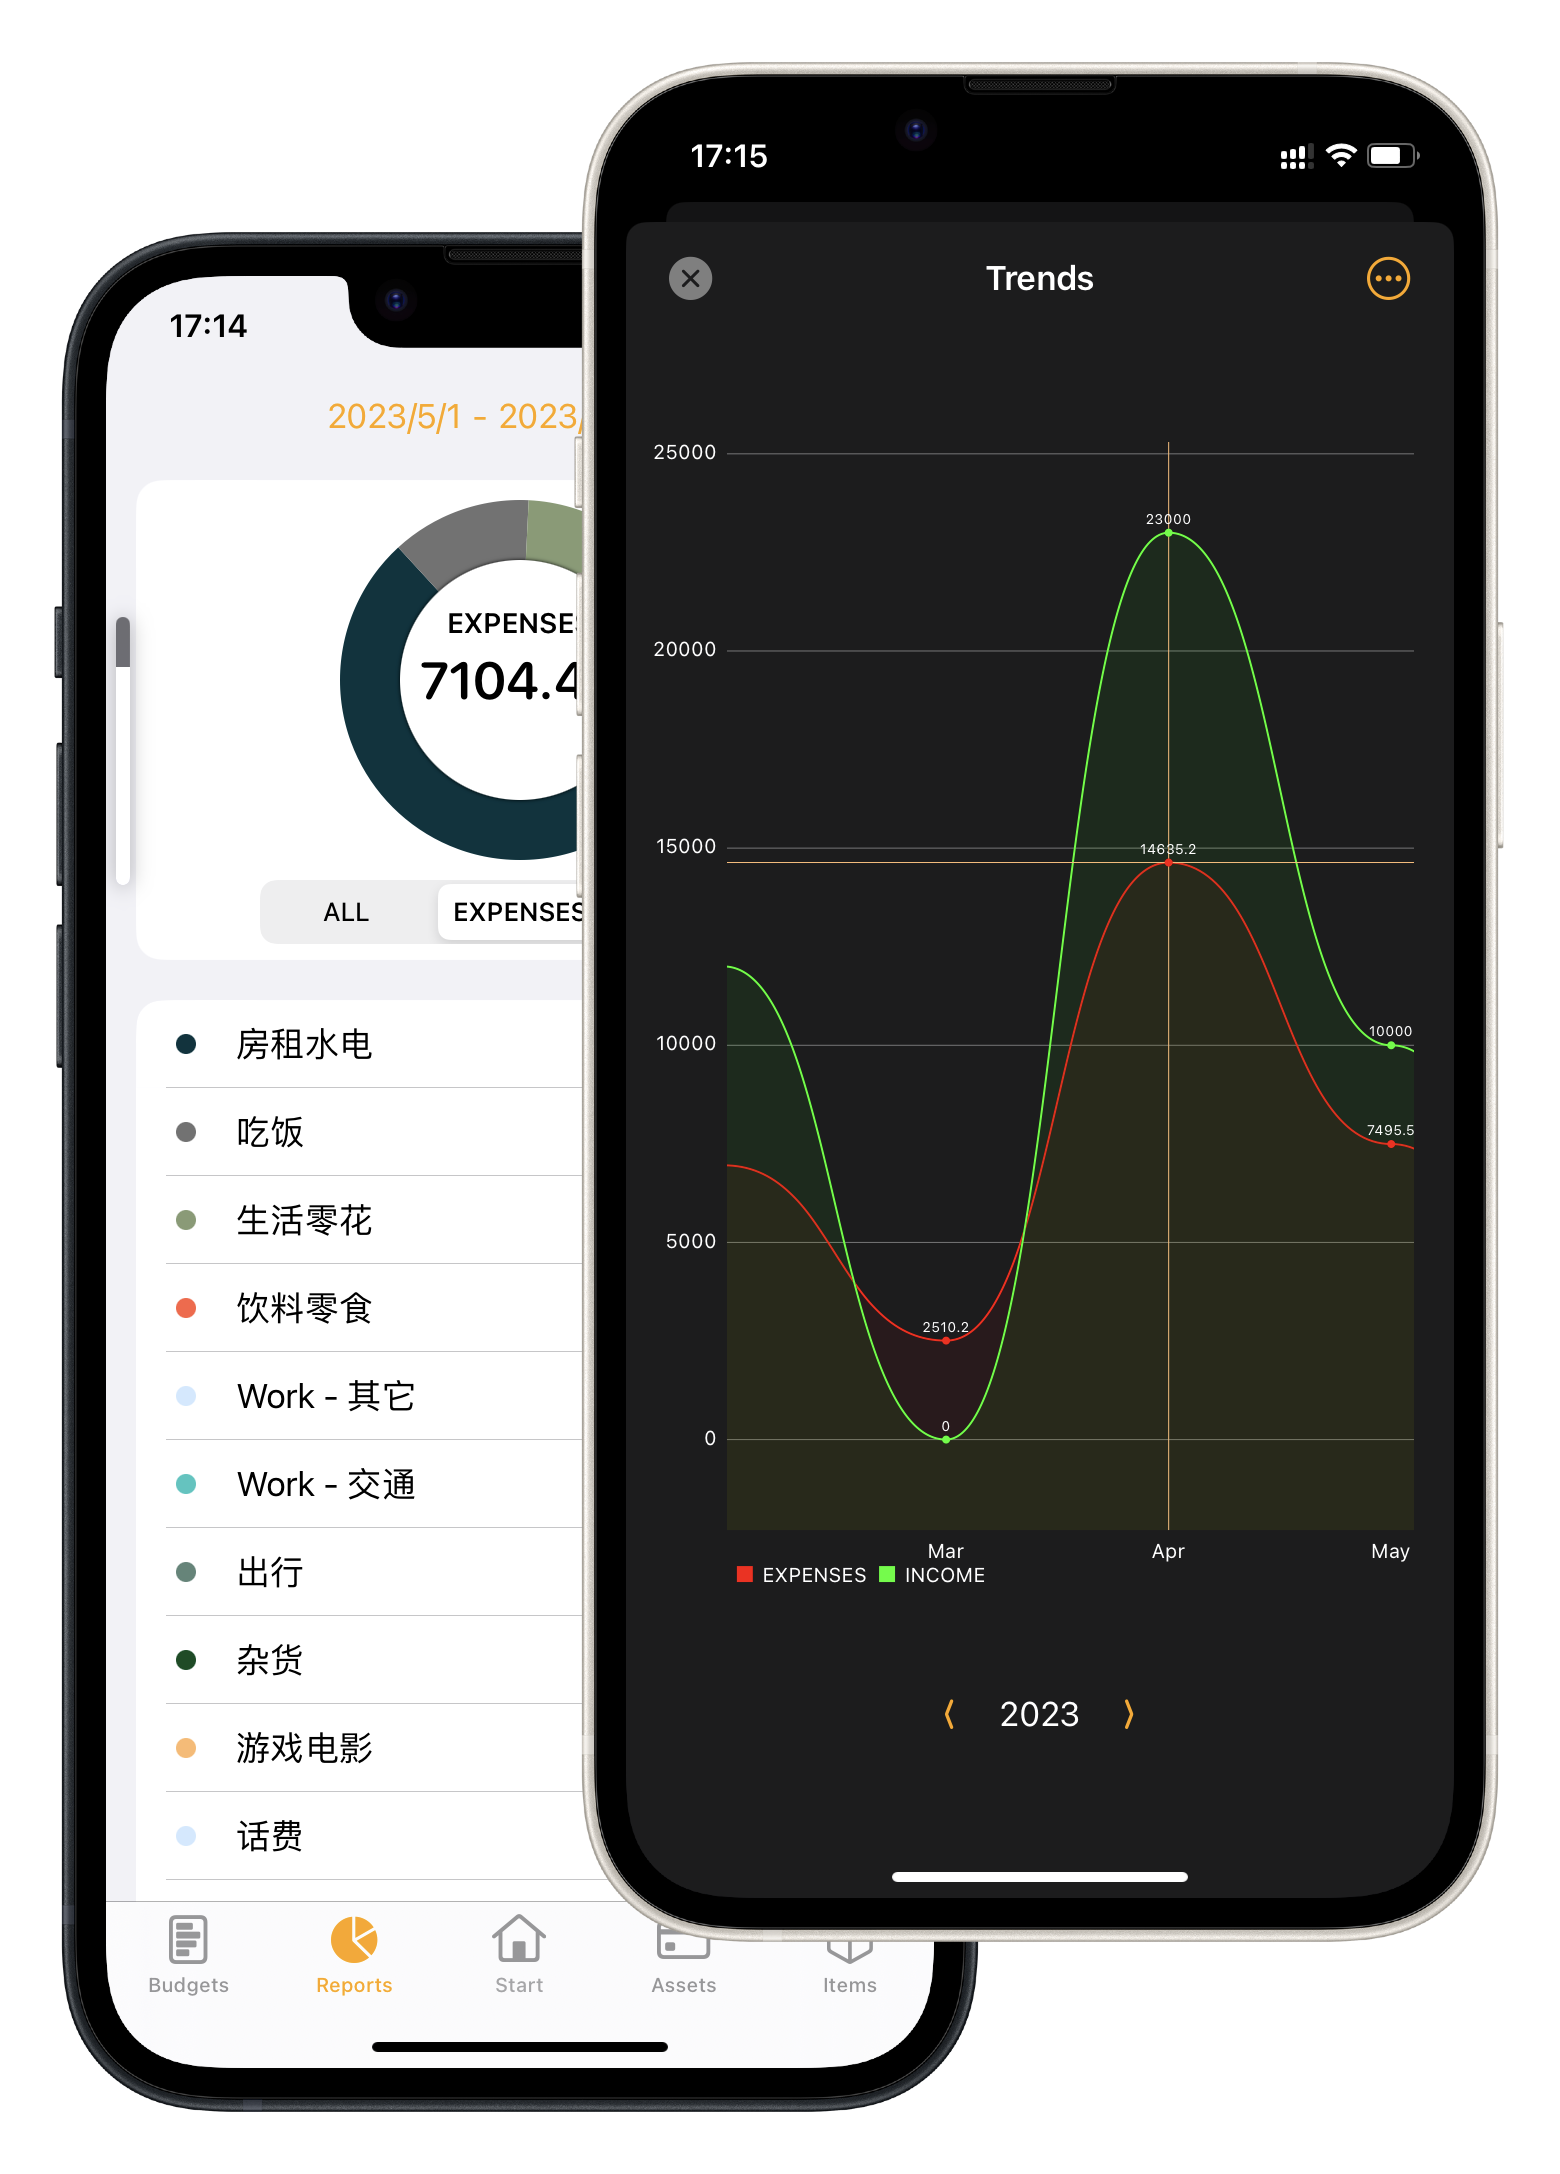 17:14
2023/5/1 - 2023/
EXPENSES
7104.4
ALL
EXPENSES
房租水电
吃饭
生活零花
饮料零食
Work - 其它
Work - 交通
出行
杂货
游戏电影
话费
Budgets
Reports
Start
Assets
Items
17:15
Trends
25000
23000
20000
15000
14635.2
10000
10000
7495.5
5000
2510.2
0
0
Mar
Apr
May
EXPENSES
INCOME
2023